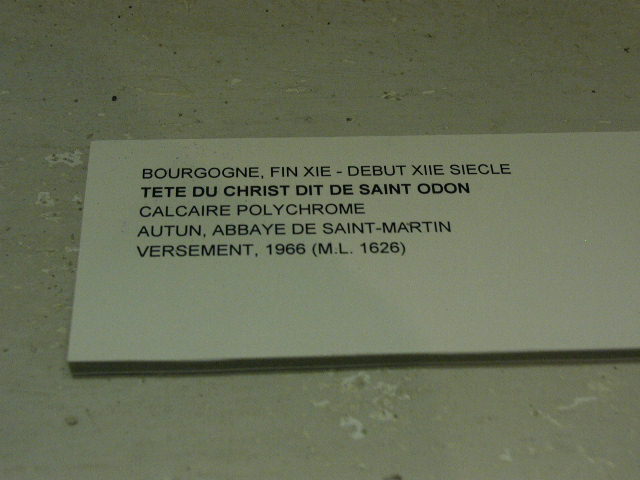 BOURGOGNE, FIN XIE - DEBUT XIIE SIECLE
TETE DU CHRIST DIT DE SAINT ODON
CALCAIRE POLYCHROME
AUTUN, ABBAYE DE SAINT-MARTIN
VERSEMENT, 1966 (M.L. 1626)